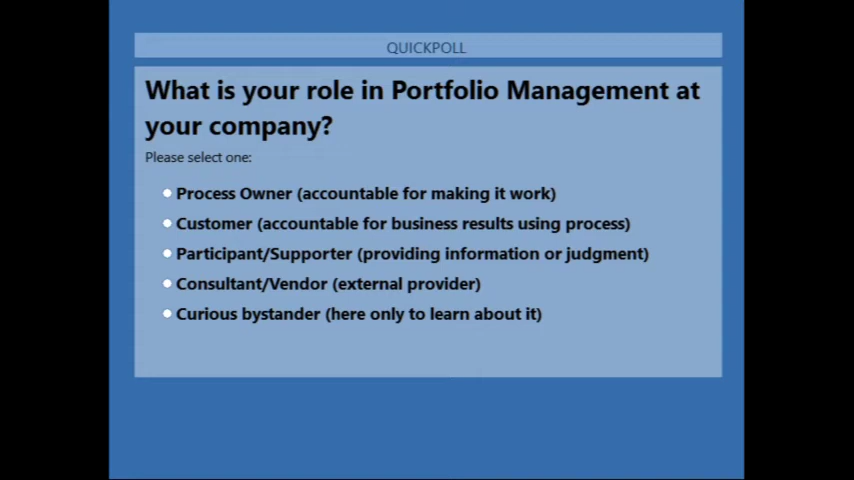 QUICKPOLL
What is your role in Portfolio Management at
your company?
Please select one:
Process Owner (accountable for making it work)
Customer (accountable for business results using process)
Participant/Supporter (providing information or judgment)
Consultant/Vendor (external provider)
Curious bystander (here only to learn about it)